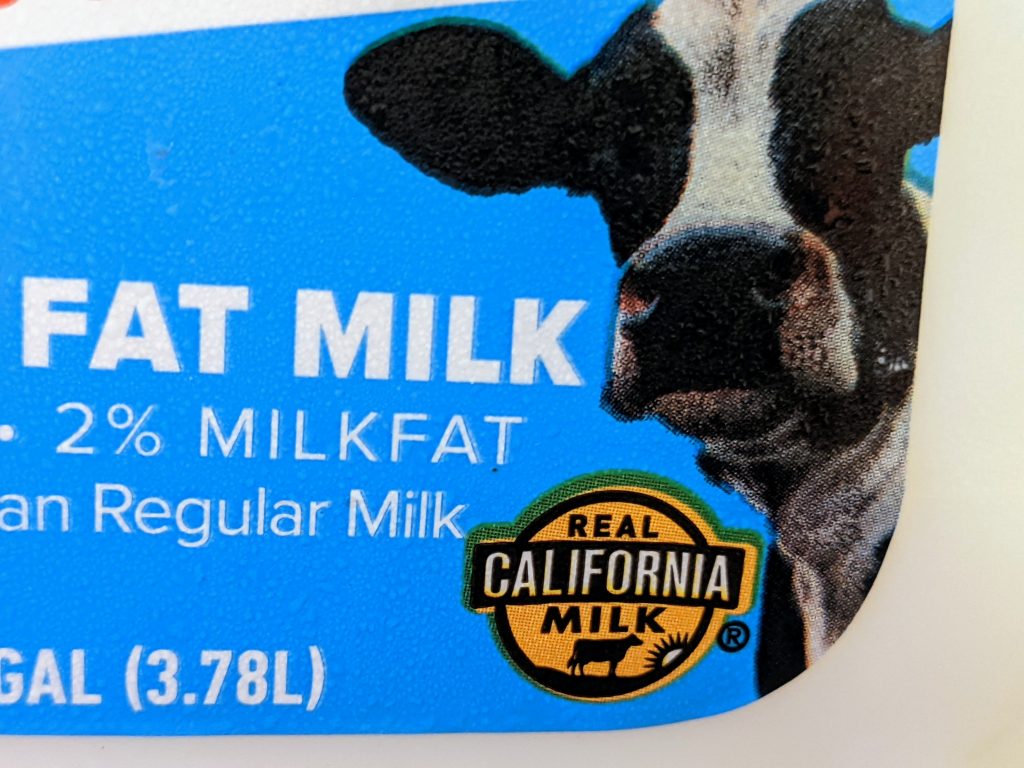 FAT MILK
• 2% MILKFAT
an Regular Milk
GAL (3.78L)
REAL
CALIFORNIA
MILK
®